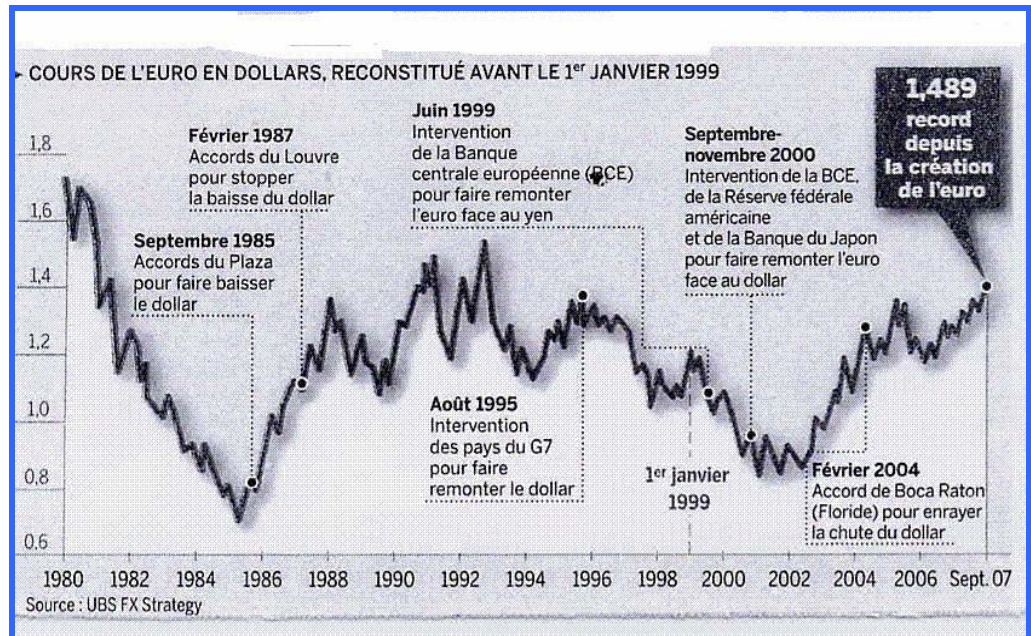 COURS DE L'EURO EN DOLLARS, RECONSTITUÉ AVANT LE 1er JANVIER 1999
1,489
record
depuis
la création
de l'euro
Février 1987
Accords du Louvre
pour stopper
la baisse du dollar
Juin 1999
Intervention
de la Banque
centrale européenne (BCE)
pour faire remonter
l'euro face au yen
Septembre-
novembre 2000
Intervention de la BCE,
de la Réserve fédérale
américaine
et de la Banque du Japon
pour faire remonter l'euro
face au dollar
Septembre 1985
Accords du Plaza
pour faire baisser
le dollar
Août 1995
Intervention
des pays du G7
pour faire
remonter le dollar
1er janvier
1999
Février 2004
Accord de Boca Raton
(Floride) pour enrayer
la chute du dollar
1,8
1,6
1,4
1,2
1,0
0,8
0.6
1980 1982 1984 1986 1988 1990 1992 1994 1996 1998 2000 2002 2004 2006 Sept. 07
Source : UBS FX Strategy